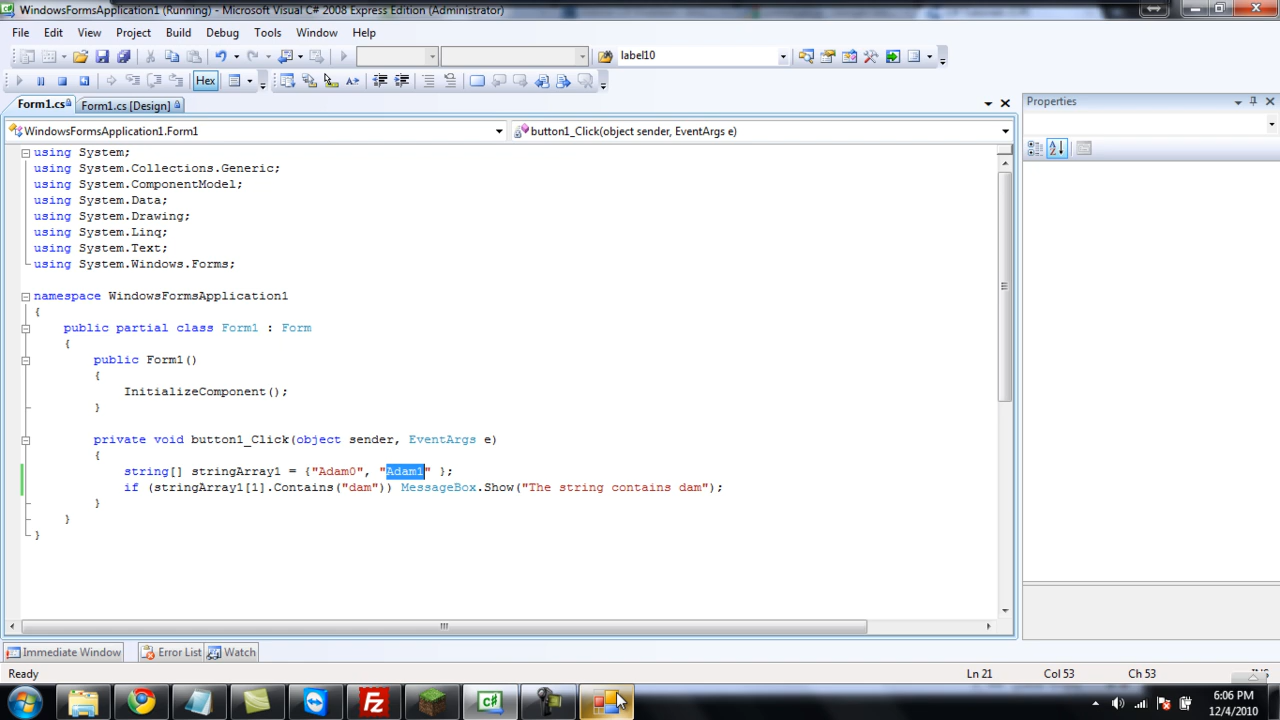 WindowsFormsApplication1 (Running) - Microsoft Visual C# 2008 Express Edition (Administrator)
File Edit View Project Build Debug Tools Window Help
label10
Hex
Form1.cs Form1.cs [Design]
Properties
WindowsFormsApplication1.Form1 button1_Click(object sender, EventArgs e)
using System;
using System.Collections.Generic;
using System.ComponentModel;
using System.Data;
using System.Drawing;
using System.Linq;
using System.Text;
using System.Windows.Forms;
namespace WindowsFormsApplication1
{
public partial class Form1 : Form
{
public Form1()
{
InitializeComponent();
}
private void button1_Click(object sender, EventArgs e)
{
string[] stringArray1 = {"Adam0", "Adam1" };
if (stringArray1[1].Contains("dam")) MessageBox.Show("The string contains dam");
}
}
}
Immediate Window Error List Watch
Ready Ln 21 Col 53 Ch 53
6:06 PM
12/4/2010